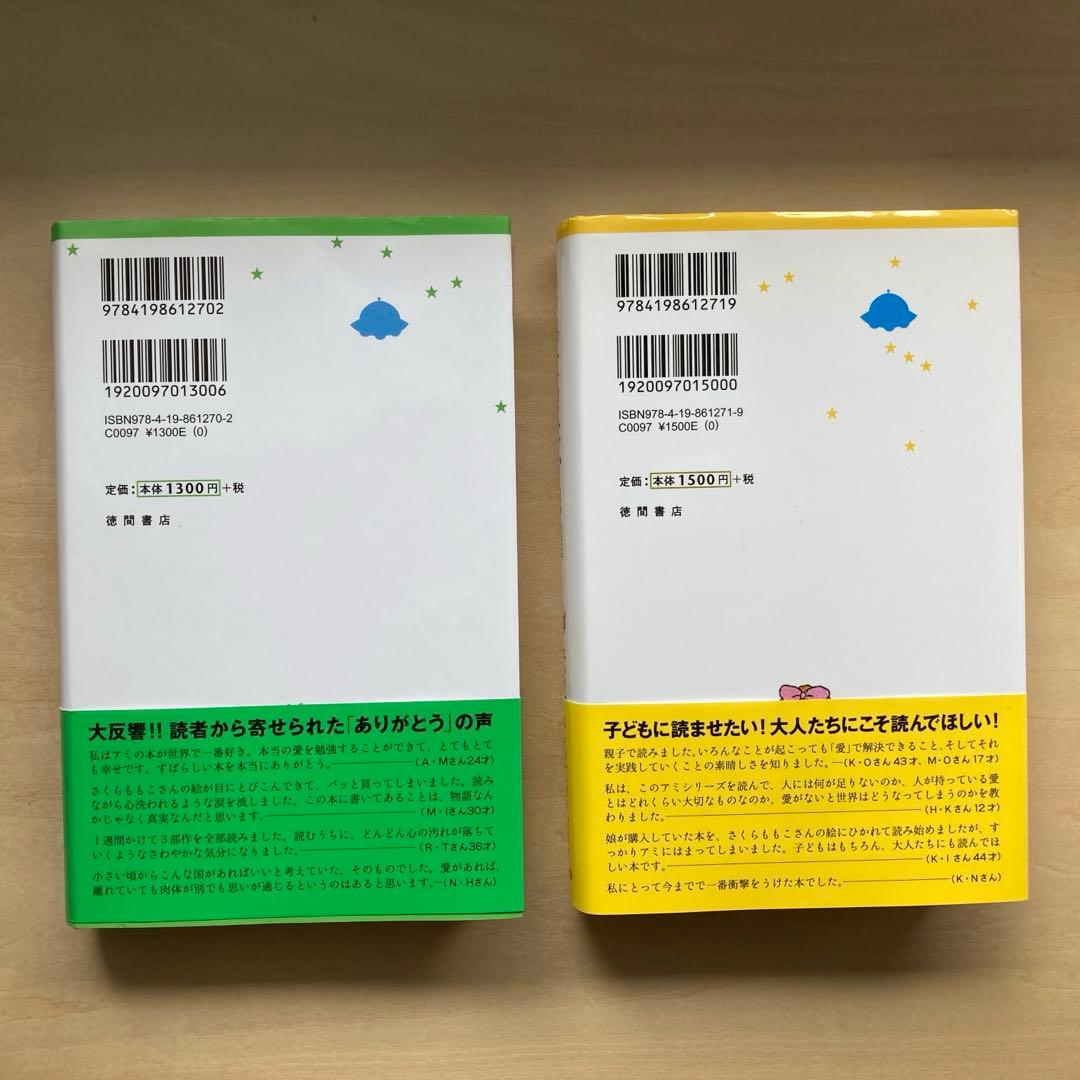 9784198612702
1920097013006
ISBN978-4-19-861270-2
C0097 ¥1300E (0)
定価：本体1300円+税
徳間書店
大反響!! 読者から寄せられた「ありがとう」の声
私はアミの本が世界で一番好き。本当の愛を勉強することができて、とてもとて
も幸せです。すばらしい本を本当にありがとう。――(A・Mさん24才)
さくらももこさんの絵が目にとびこんできて、パッと買ってしまいました。読み
ながら心洗われるような涙を流しました。この本に書いてあることは、物語なん
かじゃなく真実なんだと思います。――(M・Iさん30才)
1週間かけて3部作を全部読みました。読むうちに、どんどん心の汚れが落ちて
いくようなさわやかな気分になりました。――(R・Tさん36才)
小さい頃からこんな国があればいいと考えていた、そのものでした。愛があれば、
離れていても肉体が別でも思いが通じるというのはあると思います。―(N・Hさん)
9784198612719
1920097015000
ISBN978-4-19-861271-9
C0097 ¥1500E (0)
定価：本体1500円+税
徳間書店
子どもに読ませたい！大人たちにこそ読んでほしい！
親子で読みました。いろんなことが起こっても「愛」で解決できること、そしてそれ
を実践していくことの素晴しさを知りました。―(K・Oさん43才、M・Oさん17才)
私は、このアミシリーズを読んで、人には何が足りないのか、人が持っている愛
とはどれくらい大切なものなのか、愛がないと世界はどうなってしまうのかを教
わりました。――(H・Kさん12才)
娘が購入していた本を、さくらももこさんの絵にひかれて読み始めましたが、す
っかりアミにはまってしまいました。子どもはもちろん、大人たちにも読んでほ
しい本です。――(K・Iさん44才)
私にとって今までで一番衝撃をうけた本でした。――(K・Nさん)